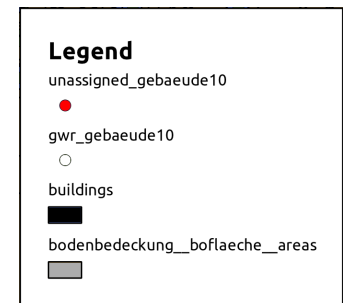 Legend
unassigned_gebaeude10
gwr_gebaeude10
buildings
bodenbedeckung__boflaeche__areas